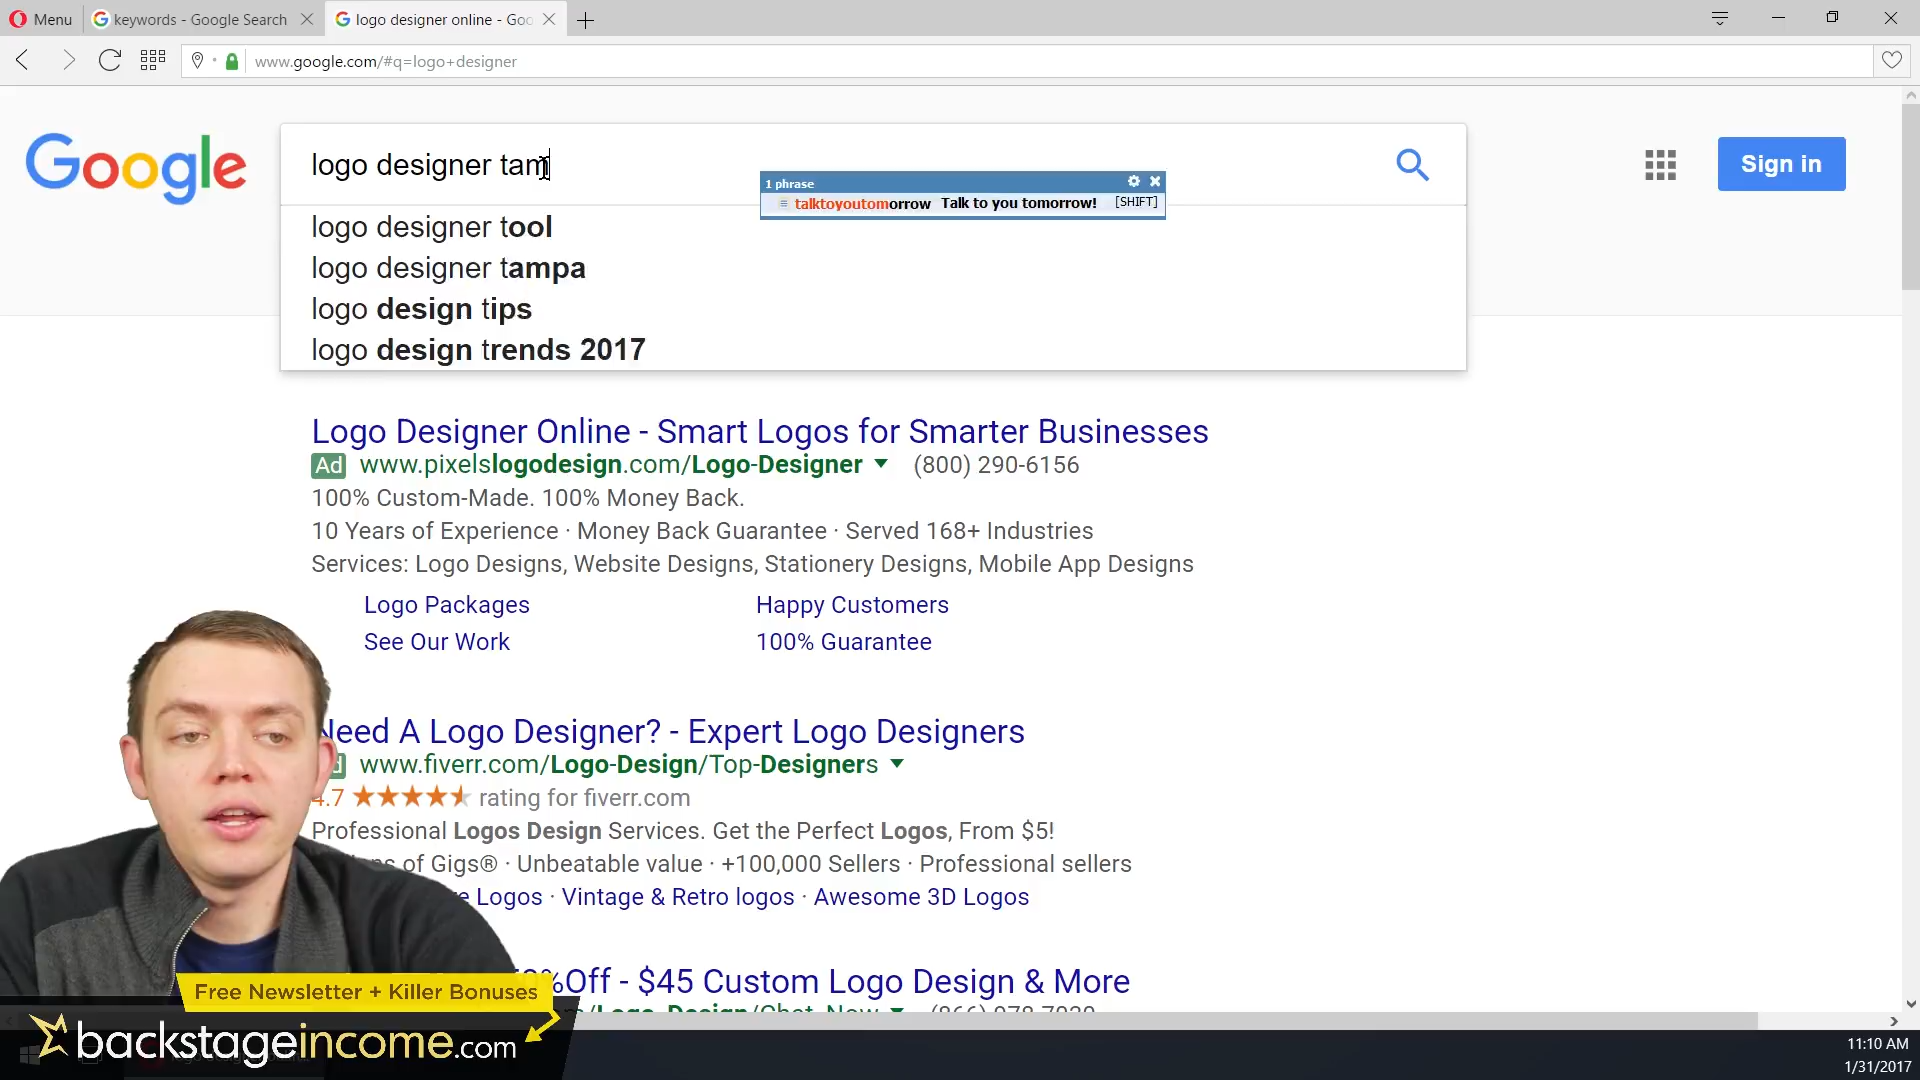 Menu
keywords - Google Search
logo designer online - Goo
www.google.com/#q=logo+designer
Google
logo designer tam
Sign in
1 phrase
talktoyoutomorrow Talk to you tomorrow! [SHIFT]
logo designer tool
logo designer tampa
logo design tips
logo design trends 2017
Logo Designer Online - Smart Logos for Smarter Businesses
Ad www.pixelslogodesign.com/Logo-Designer (800) 290-6156
100% Custom-Made. 100% Money Back.
10 Years of Experience · Money Back Guarantee · Served 168+ Industries
Services: Logo Designs, Website Designs, Stationery Designs, Mobile App Designs
Logo Packages Happy Customers
See Our Work 100% Guarantee
Need A Logo Designer? - Expert Logo Designers
www.fiverr.com/Logo-Design/Top-Designers
4.7 rating for fiverr.com
Professional Logos Design Services. Get the Perfect Logos, From $5!
of Gigs® · Unbeatable value · +100,000 Sellers · Professional sellers
Logos · Vintage & Retro logos · Awesome 3D Logos
%Off - $45 Custom Logo Design & More
Free Newsletter + Killer Bonuses
backstageincome.com
11:10 AM
1/31/2017